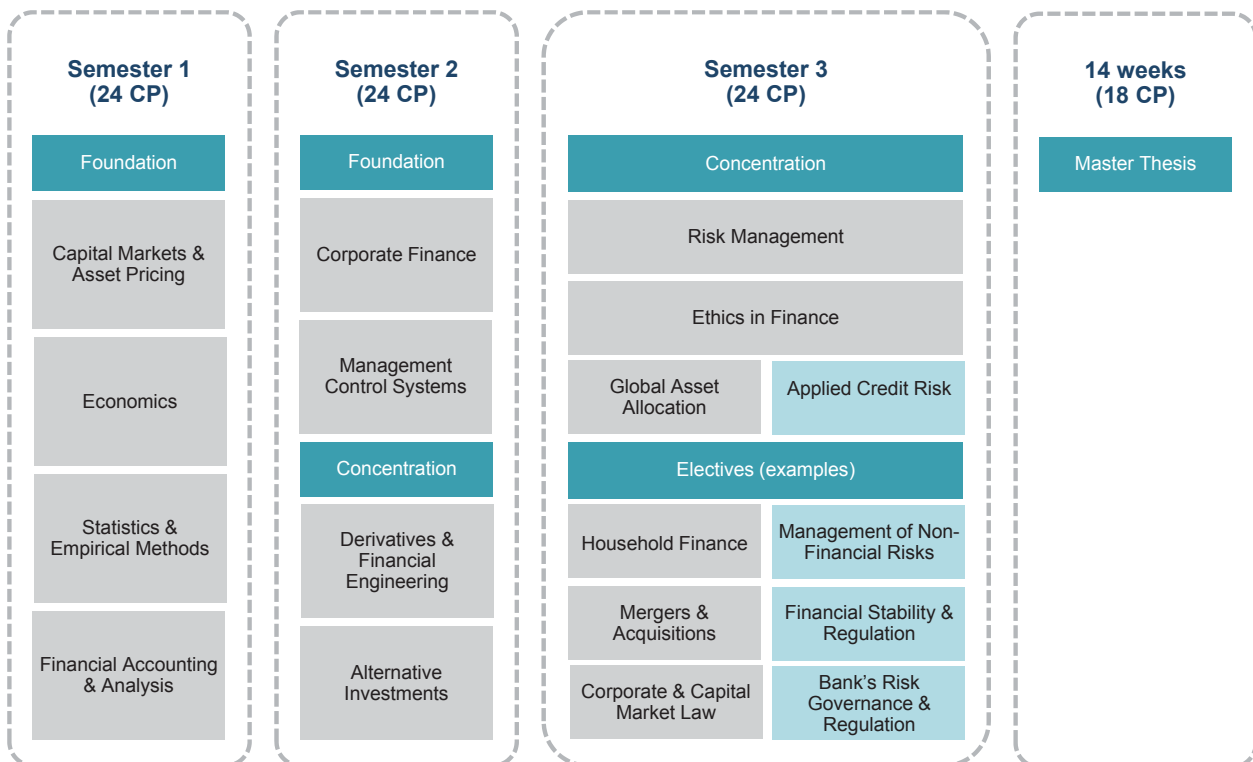 Semester 1
(24 CP)
Foundation
Capital Markets &
Asset Pricing
Economics
Statistics &
Empirical Methods
Financial Accounting
& Analysis
Semester 2
(24 CP)
Foundation
Corporate Finance
Management
Control Systems
Concentration
Derivatives &
Financial
Engineering
Alternative
Investments
Semester 3
(24 CP)
Concentration
Risk Management
Ethics in Finance
Global Asset
Allocation
Applied Credit Risk
Electives (examples)
Household Finance
Management of Non-
Financial Risks
Mergers &
Acquisitions
Financial Stability &
Regulation
Corporate & Capital
Market Law
Bank's Risk
Governance &
Regulation
14 weeks
(18 CP)
Master Thesis